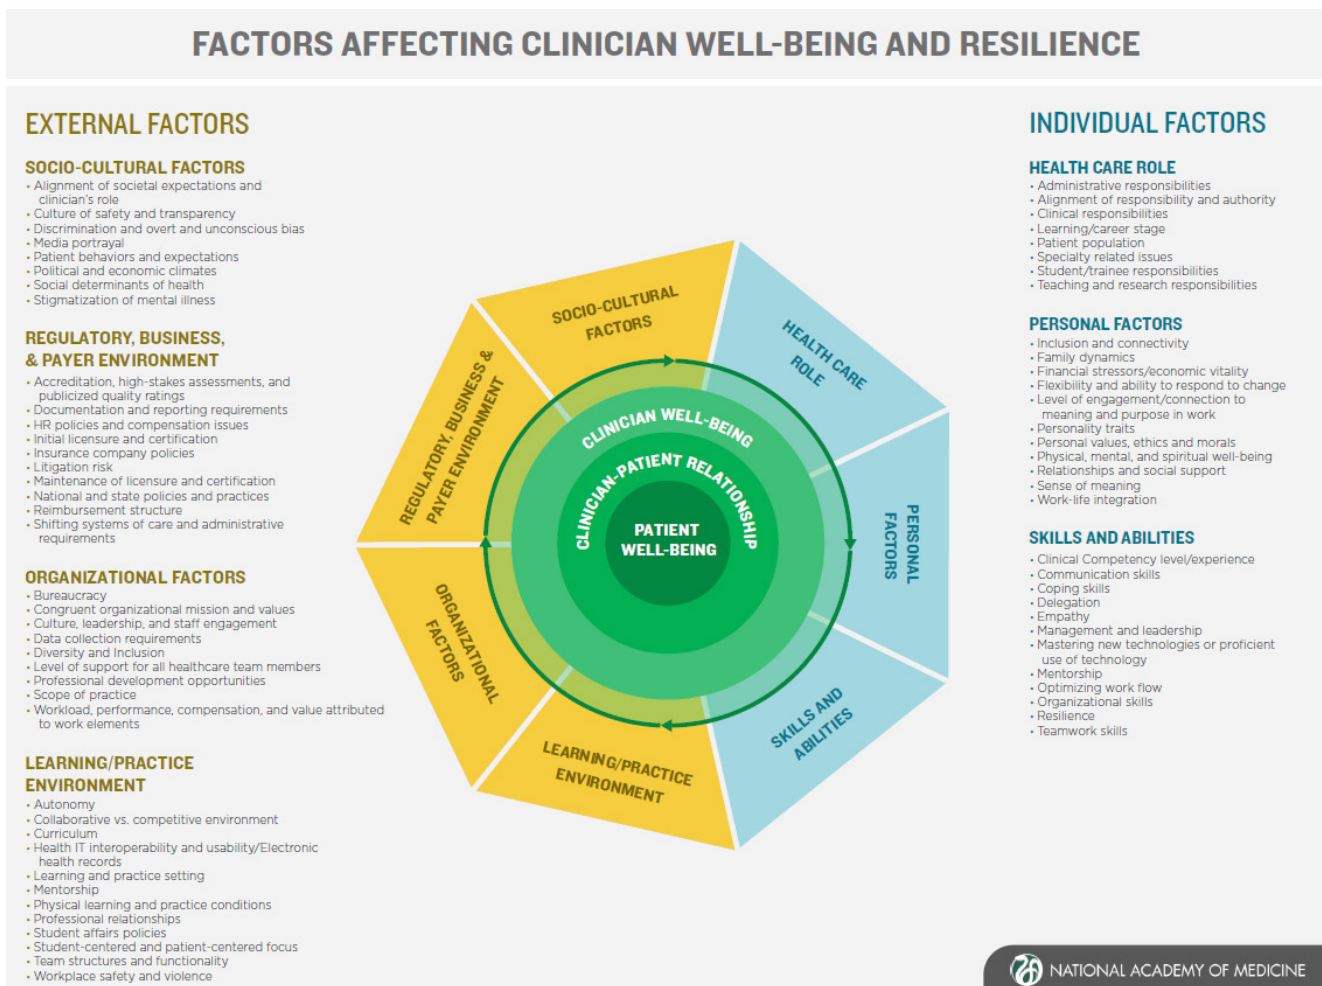 FACTORS AFFECTING CLINICIAN WELL-BEING AND RESILIENCE
EXTERNAL FACTORS
SOCIO-CULTURAL FACTORS
• Alignment of societal expectations and
clinician's role
• Culture of safety and transparency
• Discrimination and overt and unconscious bias
• Media portrayal
• Patient behaviors and expectations
• Political and economic climates
• Social determinants of health
• Stigmatization of mental illness
REGULATORY, BUSINESS,
& PAYER ENVIRONMENT
• Accreditation, high-stakes assessments, and
publicized quality ratings
• Documentation and reporting requirements
• HR policies and compensation issues
• Initial licensure and certification
• Insurance company policies
• Litigation risk
• Maintenance of licensure and certification
• National and state policies and practices
• Reimbursement structure
• Shifting systems of care and administrative
requirements
ORGANIZATIONAL FACTORS
• Bureaucracy
• Congruent organizational mission and values
• Culture, leadership, and staff engagement
• Data collection requirements
• Diversity and Inclusion
• Level of support for all healthcare team members
• Professional development opportunities
• Scope of practice
• Workload, performance, compensation, and value attributed
to work elements
LEARNING/PRACTICE
ENVIRONMENT
• Autonomy
• Collaborative vs. competitive environment
• Curriculum
• Health IT interoperability and usability/Electronic
health records
• Learning and practice setting
• Mentorship
• Physical learning and practice conditions
• Professional relationships
• Student affairs policies
• Student-centered and patient-centered focus
• Team structures and functionality
• Workplace safety and violence
SOCIO-CULTURAL
FACTORS
HEALTH CARE
ROLE
REGULATORY, BUSINESS &
PAYER ENVIRONMENT
PERSONAL
FACTORS
ORGANIZATIONAL
FACTORS
SKILLS AND
ABILITIES
LEARNING/PRACTICE
ENVIRONMENT
CLINICIAN WELL-BEING
CLINICIAN-PATIENT RELATIONSHIP
PATIENT
WELL-BEING
INDIVIDUAL FACTORS
HEALTH CARE ROLE
• Administrative responsibilities
• Alignment of responsibility and authority
• Clinical responsibilities
• Learning/career stage
• Patient population
• Specialty related issues
• Student/trainee responsibilities
• Teaching and research responsibilities
PERSONAL FACTORS
• Inclusion and connectivity
• Family dynamics
• Financial stressors/economic vitality
• Flexibility and ability to respond to change
• Level of engagement/connection to
meaning and purpose in work
• Personality traits
• Personal values, ethics and morals
• Physical, mental, and spiritual well-being
• Relationships and social support
• Sense of meaning
• Work-life integration
SKILLS AND ABILITIES
• Clinical Competency level/experience
• Communication skills
• Coping skills
• Delegation
• Empathy
• Management and leadership
• Mastering new technologies or proficient
use of technology
• Mentorship
• Optimizing work flow
• Organizational skills
• Resilience
• Teamwork skills
NATIONAL ACADEMY OF MEDICINE